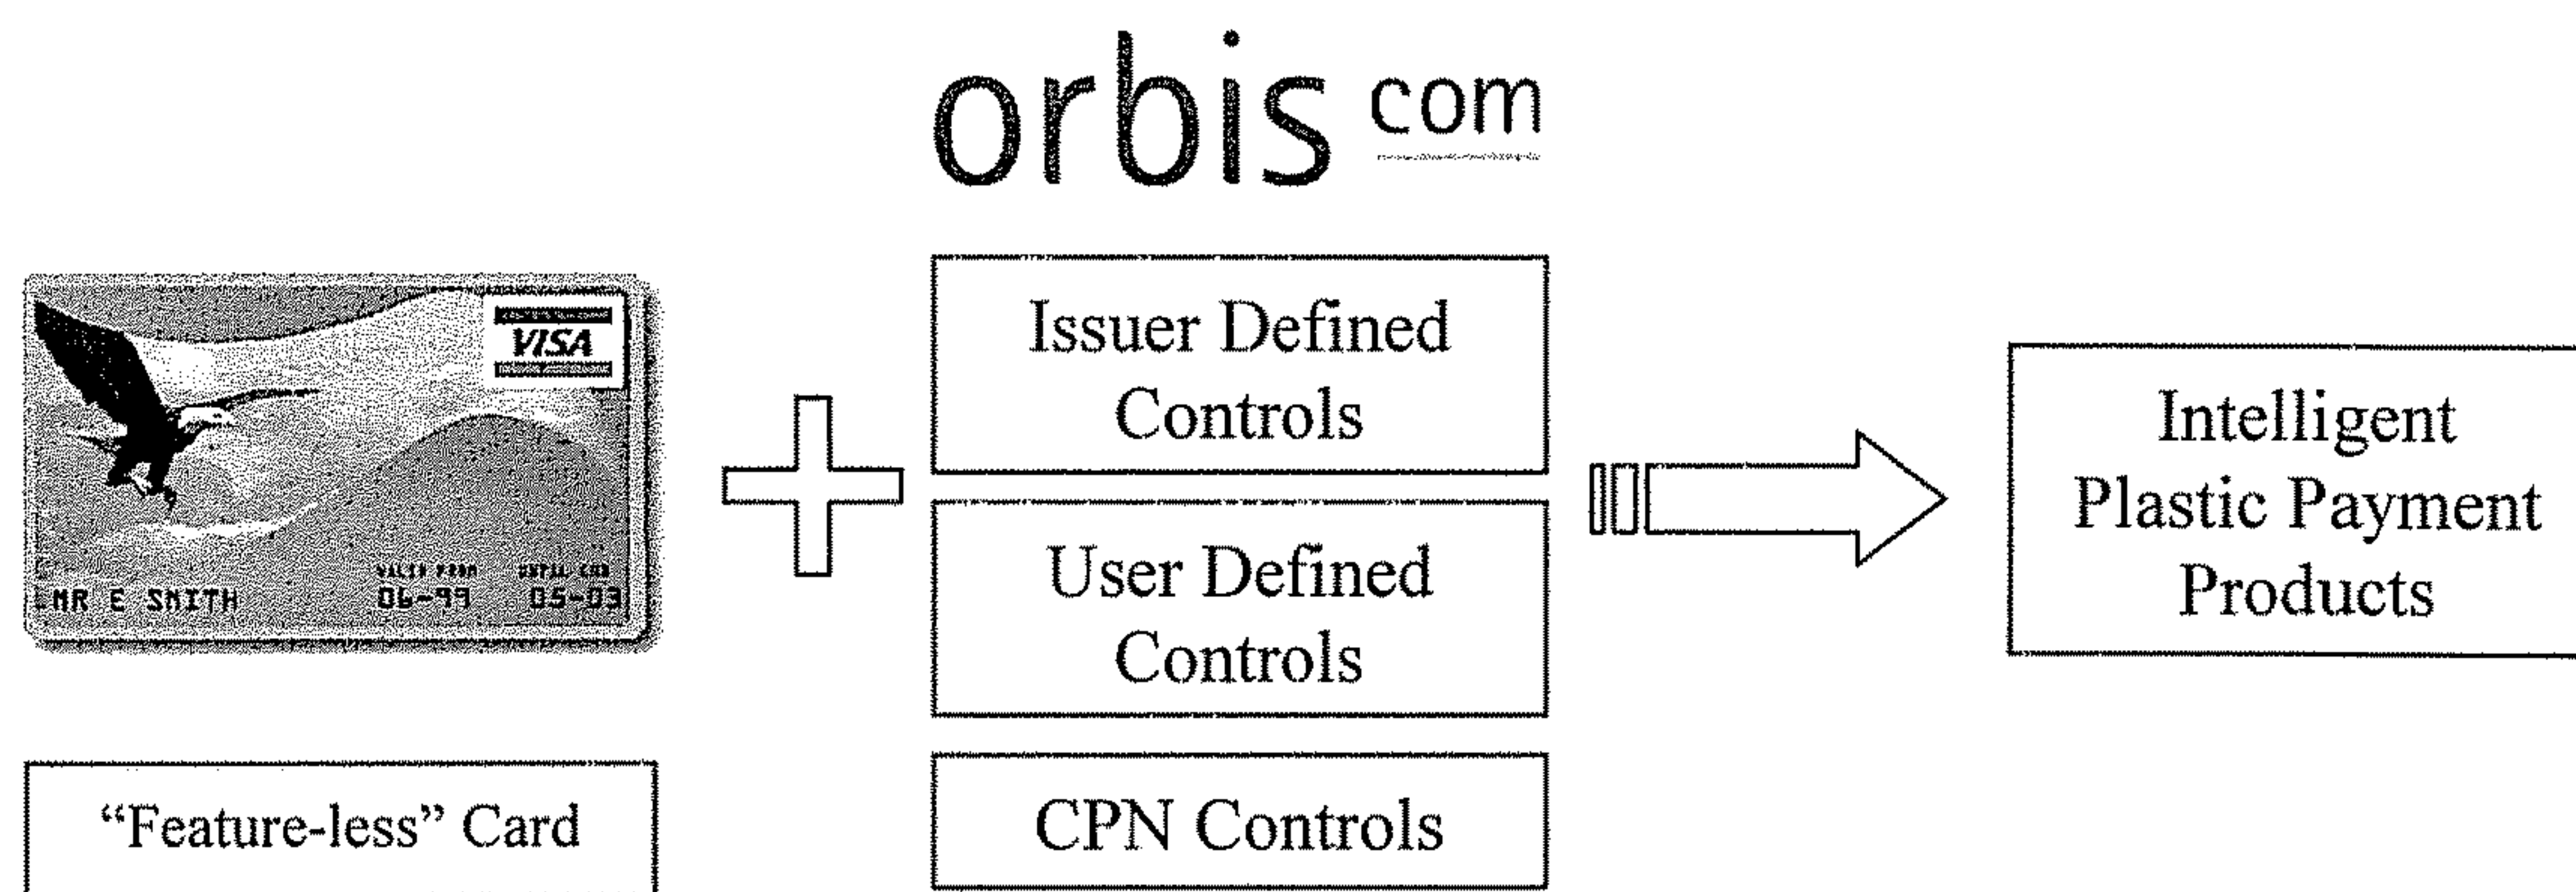 orbis com
VISA
VALID FROM
06-99 05-03
MR E SMITH
"Feature-less" Card
Issuer Defined
Controls
User Defined
Controls
CPN Controls
Intelligent
Plastic Payment
Products